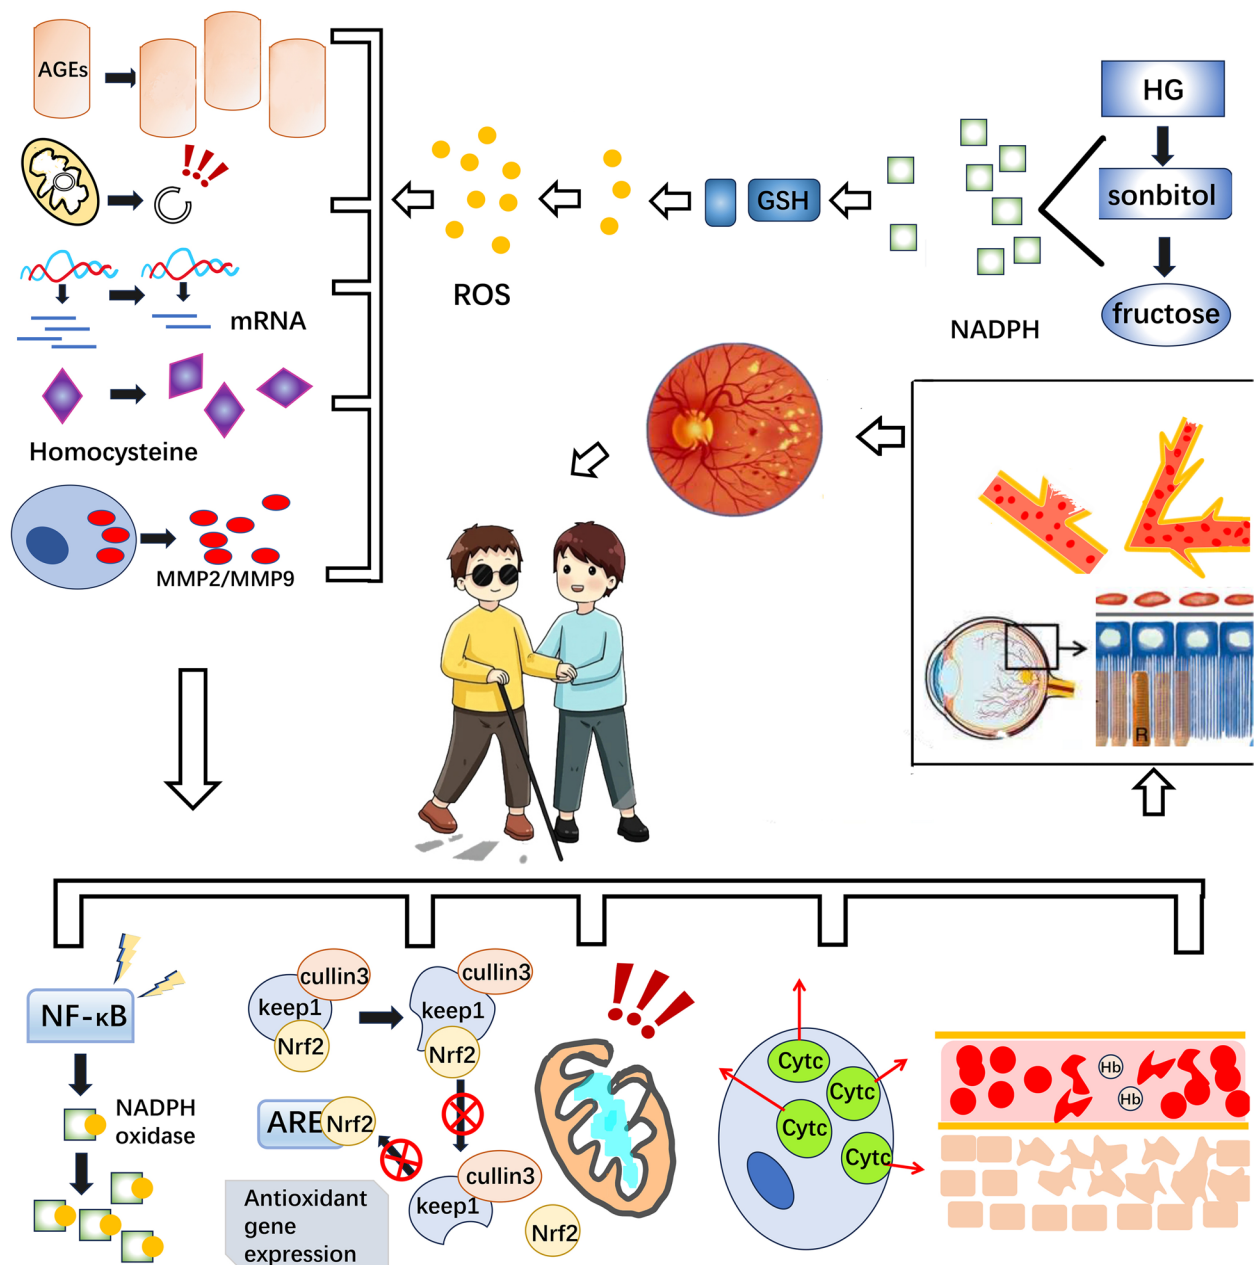 AGEs
HG
sonbitol
GSH
fructose
ROS
NADPH
mRNA
Homocysteine
MMP2/MMP9
R
cullin3
keep1
Nrf2
cullin3
keep1
Nrf2
NF-κB
NADPH
oxidase
ARE
Nrf2
cullin3
keep1
Nrf2
Antioxidant
gene
expression
Cytc
Cytc
Cytc
Cytc
Hb
Hb